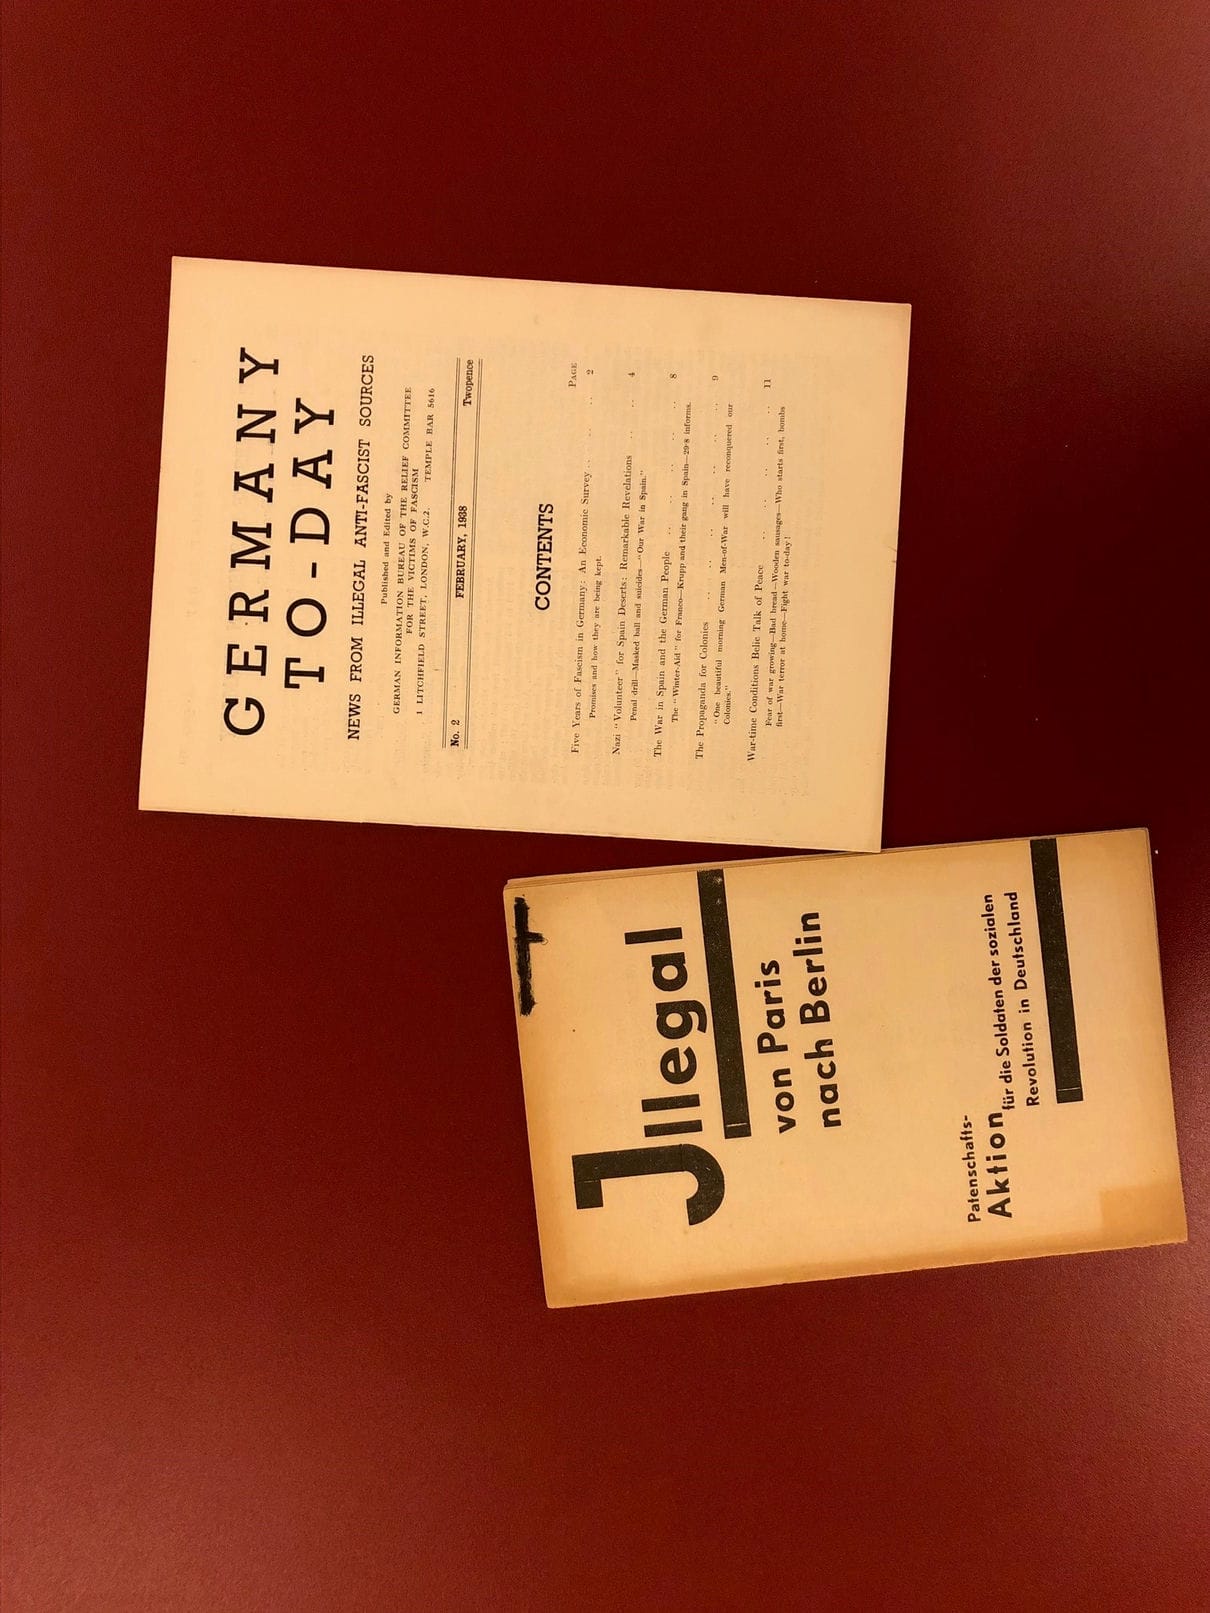 GERMANY
TO-DAY
NEWS FROM ILLEGAL ANTI-FASCIST SOURCES
Published and Edited by
GERMAN INFORMATION BUREAU OF THE RELIEF COMMITTEE
FOR THE VICTIMS OF FASCISM
1 LITCHFIELD STREET, LONDON, W.C.2. TEMPLE BAR 5616
No. 2 FEBRUARY, 1938 Twopence
CONTENTS
PAGE
Five Years of Fascism in Germany: An Economic Survey .. .. .. 2
Promises and how they are being kept.
Nazi "Volunteer" for Spain Deserts: Remarkable Revelations .. .. 4
Penal drill—Masked ball and suicides—"Our War in Spain."
The War in Spain and the German People .. .. .. .. .. 8
The "Winter-Aid" for Franco—Krupp and their gang in Spain—29·8 informs.
The Propaganda for Colonies .. .. .. .. .. .. 9
"One beautiful morning German Men-of-War will have reconquered our
Colonies."
War-time Conditions Belie Talk of Peace .. .. .. .. .. 11
Fear of war growing—Bad bread—Wooden sausages—Who starts first, bombs
first—War terror at home—Fight war to-day!
Jllegal
von Paris
nach Berlin
Patenschafts-
Aktion für die Soldaten der sozialen
Revolution in Deutschland